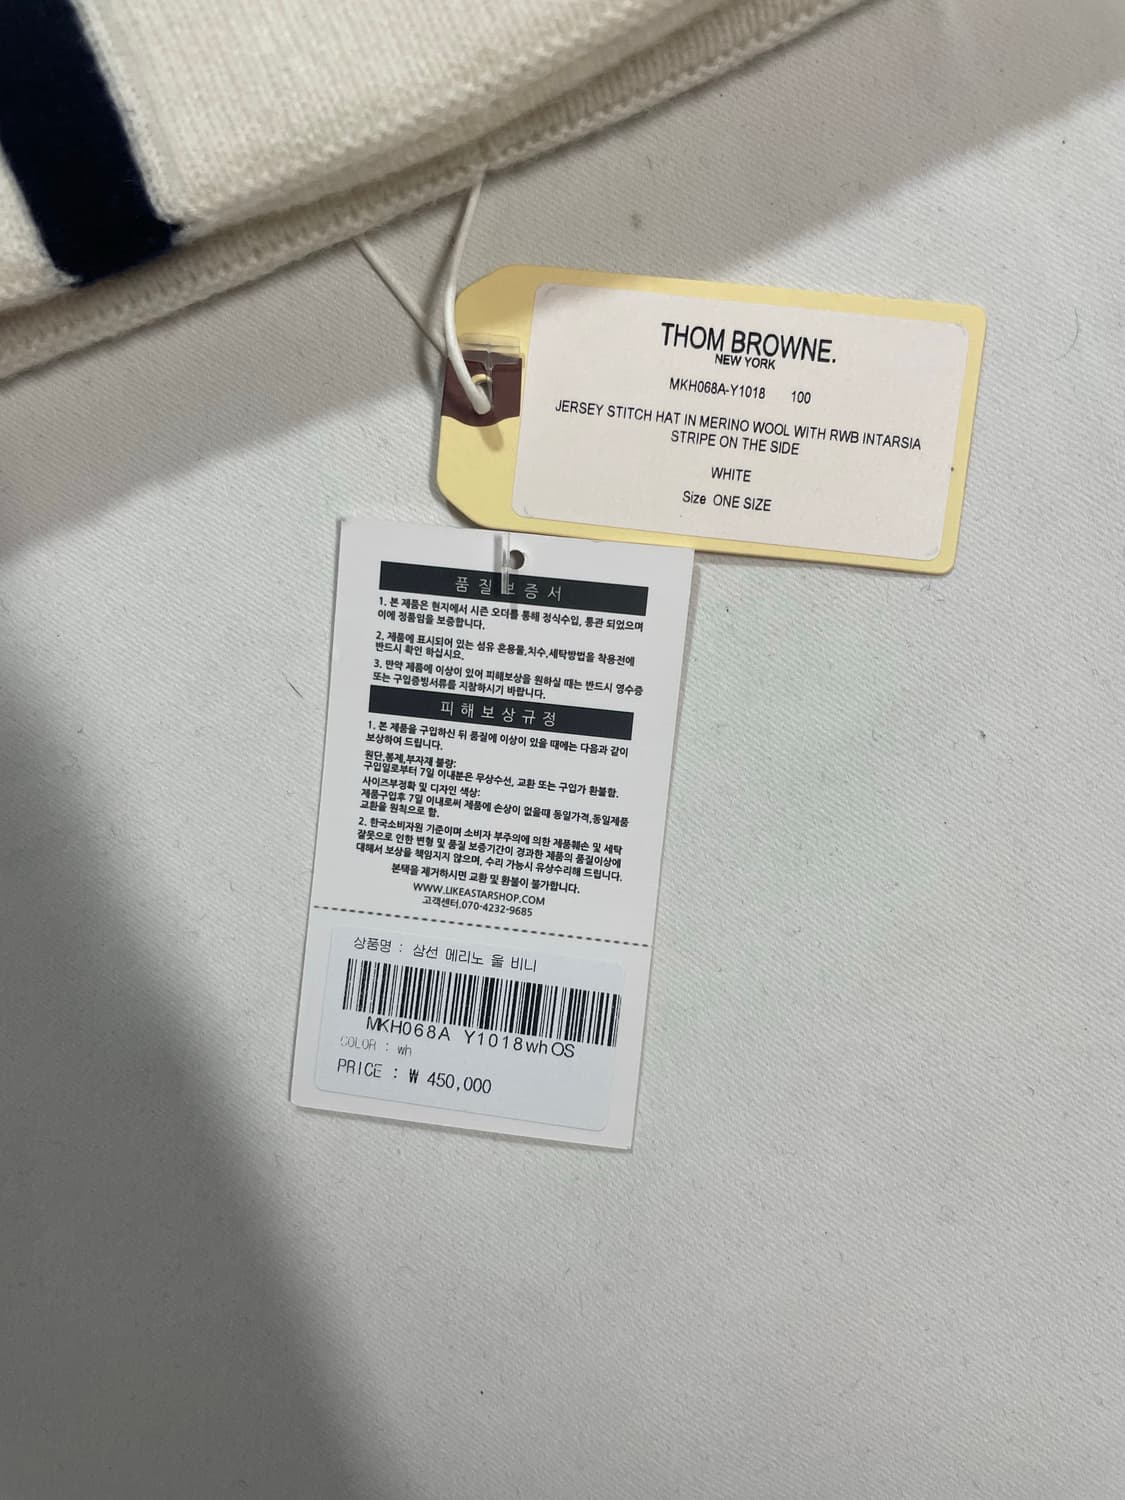 THOM BROWNE.
NEW YORK
MKH068A-Y1018 100
JERSEY STITCH HAT IN MERINO WOOL WITH RWB INTARSIA
STRIPE ON THE SIDE
WHITE
Size ONE SIZE
품질보증서
1. 본 제품은 현지에서 시즌 오더를 통해 정식수입, 통관 되었으며
이에 정품임을 보증합니다.
2. 제품에 표시되어 있는 섬유 혼용율,치수,세탁방법을 착용전에
반드시 확인 하십시요.
3. 만약 제품에 이상이 있어 피해보상을 원하실 때는 반드시 영수증
또는 구입증빙서류를 지참하시기 바랍니다.
피해보상규정
1. 본 제품을 구입하신 뒤 품질에 이상이 있을 때에는 다음과 같이
보상하여 드립니다.
원단,봉제,부자재 불량:
구입일로부터 7일 이내분은 무상수선, 교환 또는 구입가 환불함.
사이즈부정확 및 디자인 색상:
제품구입후 7일 이내로써 제품에 손상이 없을때 동일가격,동일제품
교환을 원칙으로 함.
2. 한국소비자원 기준이며 소비자 부주의에 의한 제품훼손 및 세탁
잘못으로 인한 변형 및 품질 보증기간이 경과한 제품의 품질이상에
대해서 보상을 책임지지 않으며, 수리 가능시 유상수리해 드립니다.
본택을 제거하시면 교환 및 환불이 불가합니다.
WWW.LIKEASTARSHOP.COM
고객센터.070-4232-9685
상품명 : 삼선 메리노 울 비니
MKH068A Y1018whOS
COLOR : wh
PRICE : ₩ 450,000